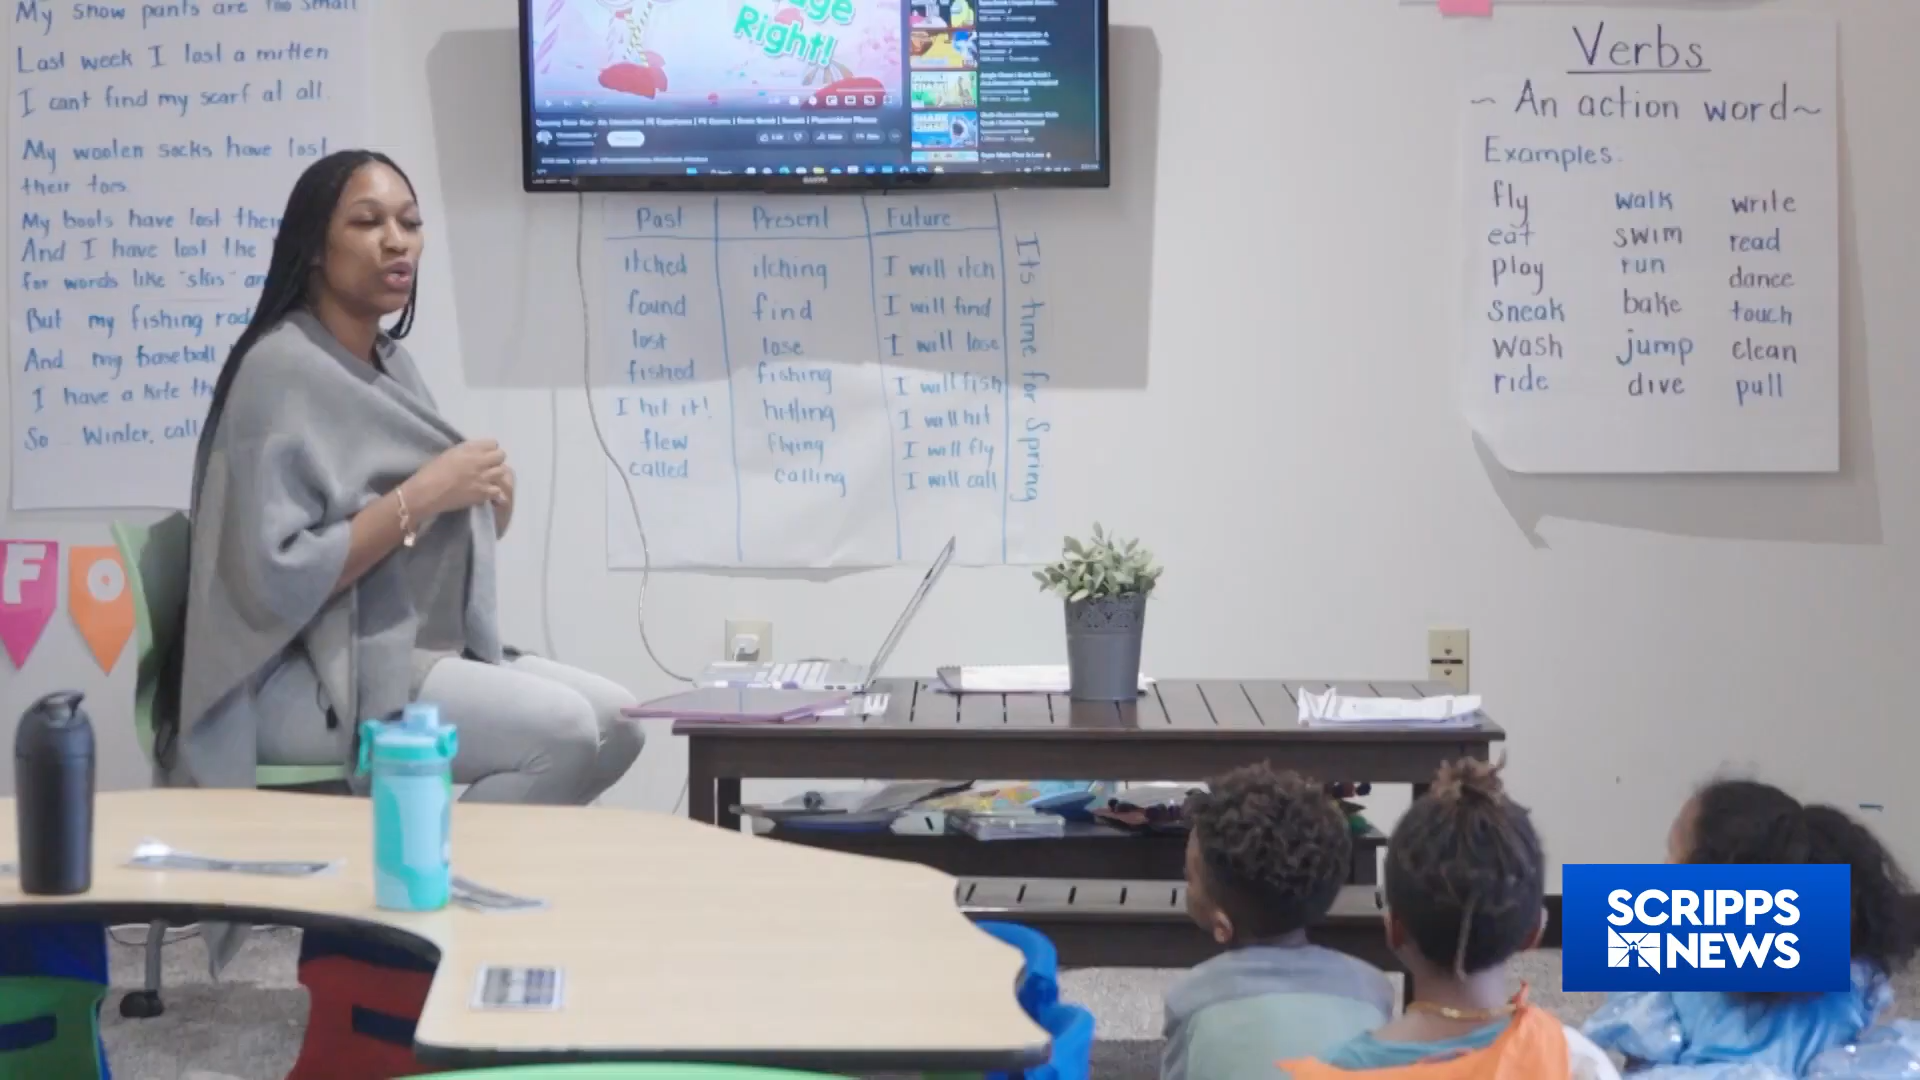 My snow pants are too small
Last week I lost a mitten
I cant find my scarf at all.
My woolen socks have lost
their toes
My boots have lost their
And I have lost the
for words like "skis" an
But my fishing rod
And my baseball
I have a kite th
So Winter, call
Right!
SANYO
Past Present Future
itched itching I will itch
found find I will find
lost lose I will lose
fished fishing I will fish
I hit it! hitting I will hit
flew flying I will fly
called calling I will call
Its time for Spring
Verbs
~ An action word ~
Examples.
fly walk write
eat swim read
play run dance
sneak bake touch
wash jump clean
ride dive pull
F O
SHARK
CHASE
SCRIPPS
NEWS